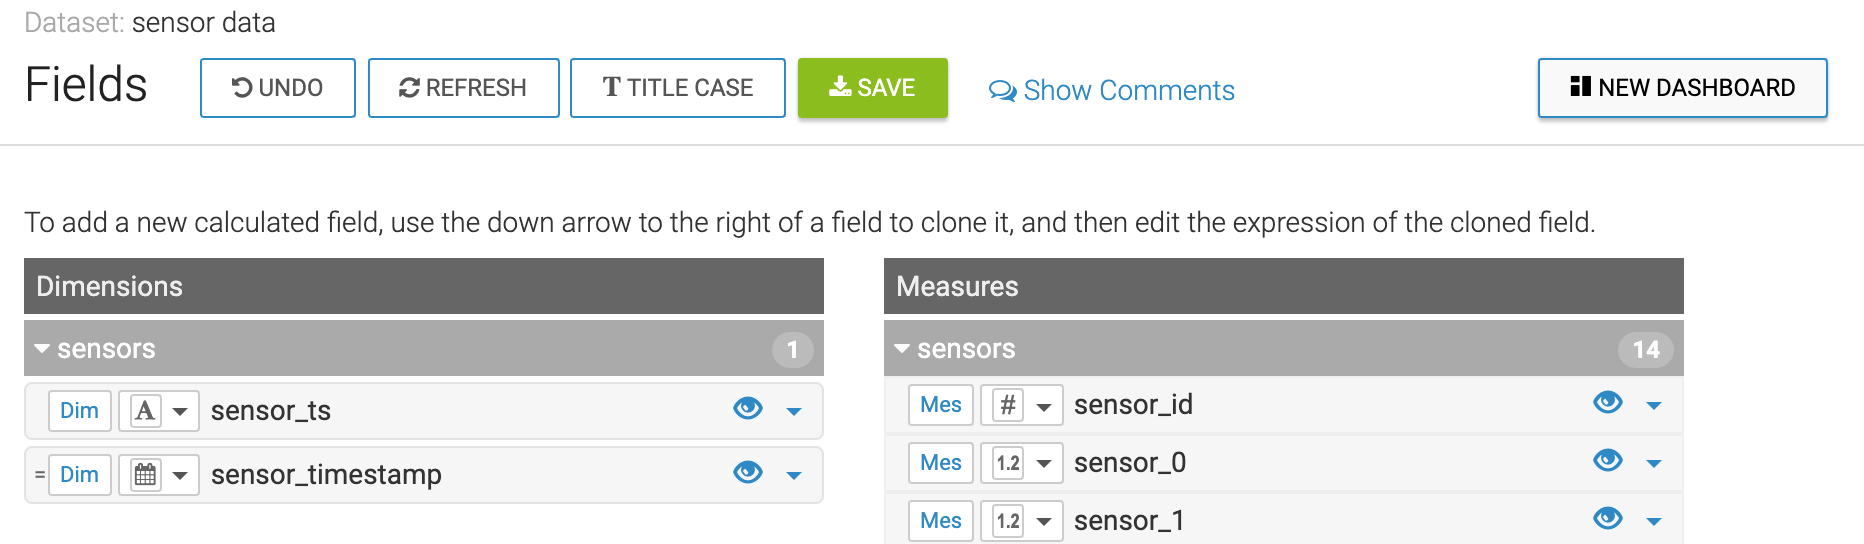 Dataset: sensor data
Fields
UNDO
REFRESH
T TITLE CASE
SAVE
Show Comments
NEW DASHBOARD
To add a new calculated field, use the down arrow to the right of a field to clone it, and then edit the expression of the cloned field.
Dimensions
sensors 1
Dim A sensor_ts
= Dim sensor_timestamp
Measures
sensors 14
Mes # sensor_id
Mes 1.2 sensor_0
Mes 1.2 sensor_1